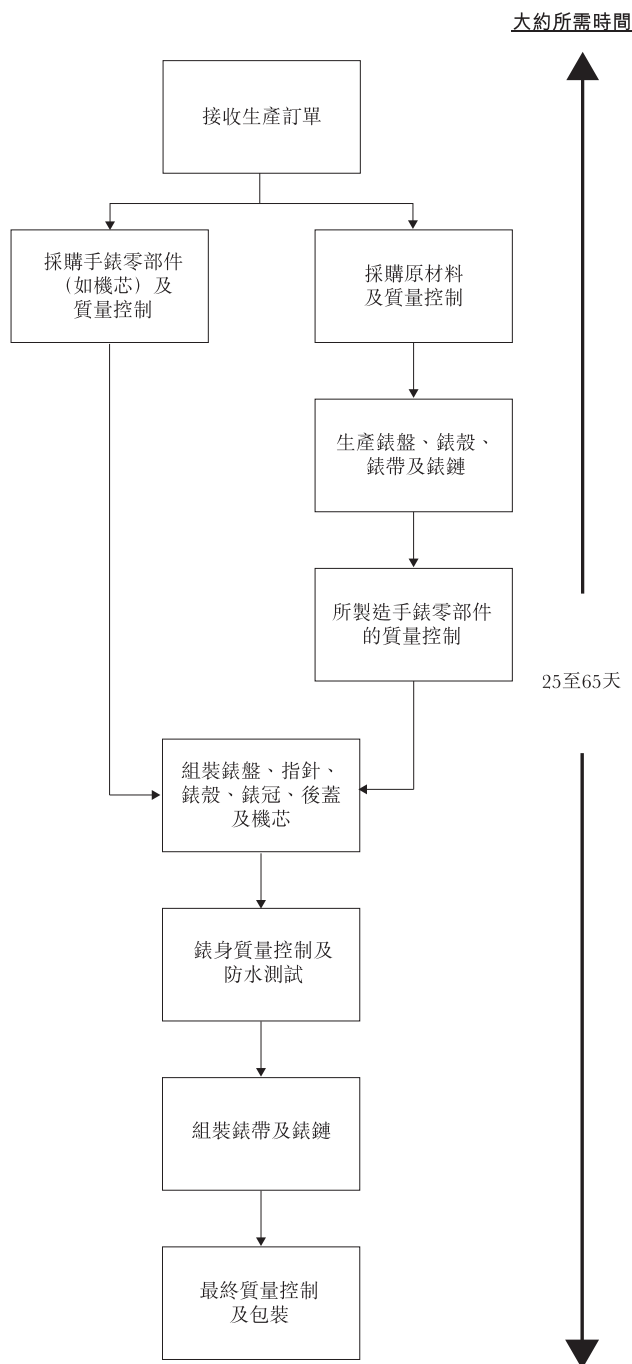 大約所需時間
接收生產訂單
採購手錶零部件
（如機芯）及
質量控制
採購原材料
及質量控制
生產錶盤、錶殼、
錶帶及錶鏈
所製造手錶零部件
的質量控制
25至65天
組裝錶盤、指針、
錶殼、錶冠、後蓋
及機芯
錶身質量控制及
防水測試
組裝錶帶及錶鏈
最終質量控制
及包裝